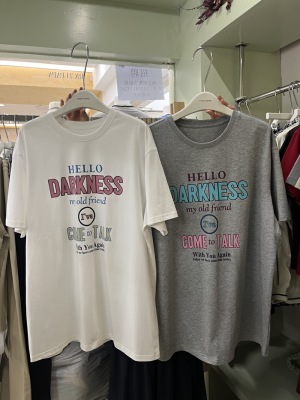 HELLO
DARKNESS
my old friend
I've
COME to TALK
With You Again
HELLO
DARKNESS
my old friend
I've
COME to TALK
With You Again